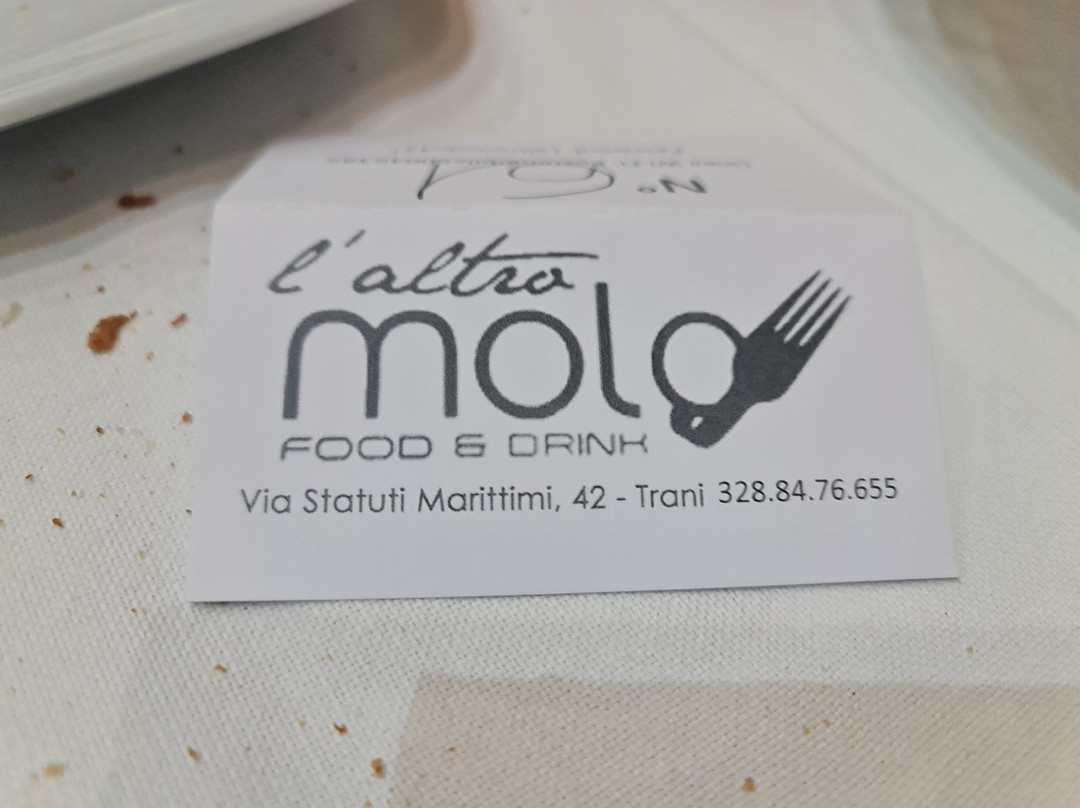 N°
l'altro
molo
FOOD & DRINK
Via Statuti Marittimi, 42 - Trani 328.84.76.655